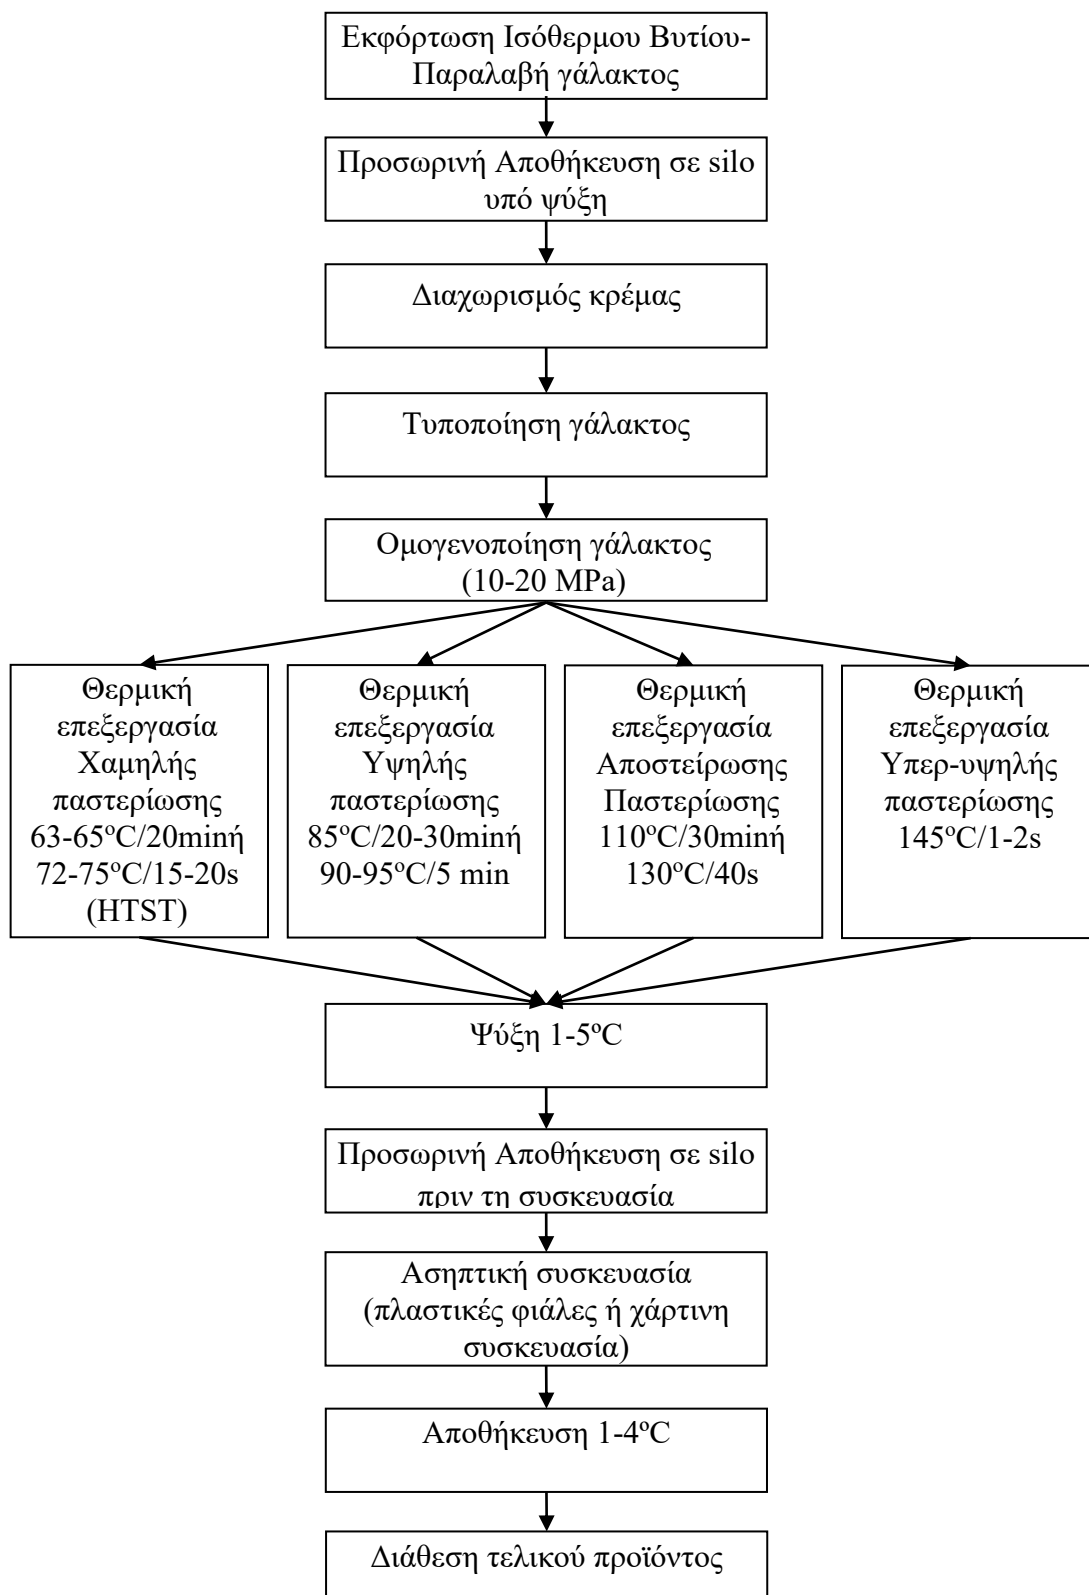 Εκφόρτωση Ισόθερμου Βυτίου-
Παραλαβή γάλακτος
Προσωρινή Αποθήκευση σε silo
υπό ψύξη
Διαχωρισμός κρέμας
Τυποποίηση γάλακτος
Ομογενοποίηση γάλακτος
(10-20 MPa)
Θερμική
επεξεργασία
Χαμηλής
παστερίωσης
63-65ºC/20minή
72-75ºC/15-20s
(HTST)
Θερμική
επεξεργασία
Υψηλής
παστερίωσης
85ºC/20-30minή
90-95ºC/5 min
Θερμική
επεξεργασία
Αποστείρωσης
Παστερίωσης
110ºC/30minή
130ºC/40s
Θερμική
επεξεργασία
Υπερ-υψηλής
παστερίωσης
145ºC/1-2s
Ψύξη 1-5ºC
Προσωρινή Αποθήκευση σε silo
πριν τη συσκευασία
Ασηπτική συσκευασία
(πλαστικές φιάλες ή χάρτινη
συσκευασία)
Αποθήκευση 1-4ºC
Διάθεση τελικού προϊόντος